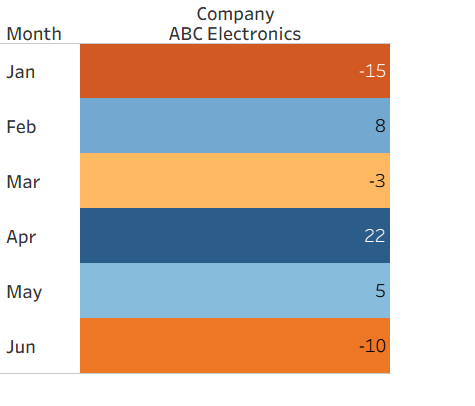 Company
Month ABC Electronics
Jan -15
Feb 8
Mar -3
Apr 22
May 5
Jun -10